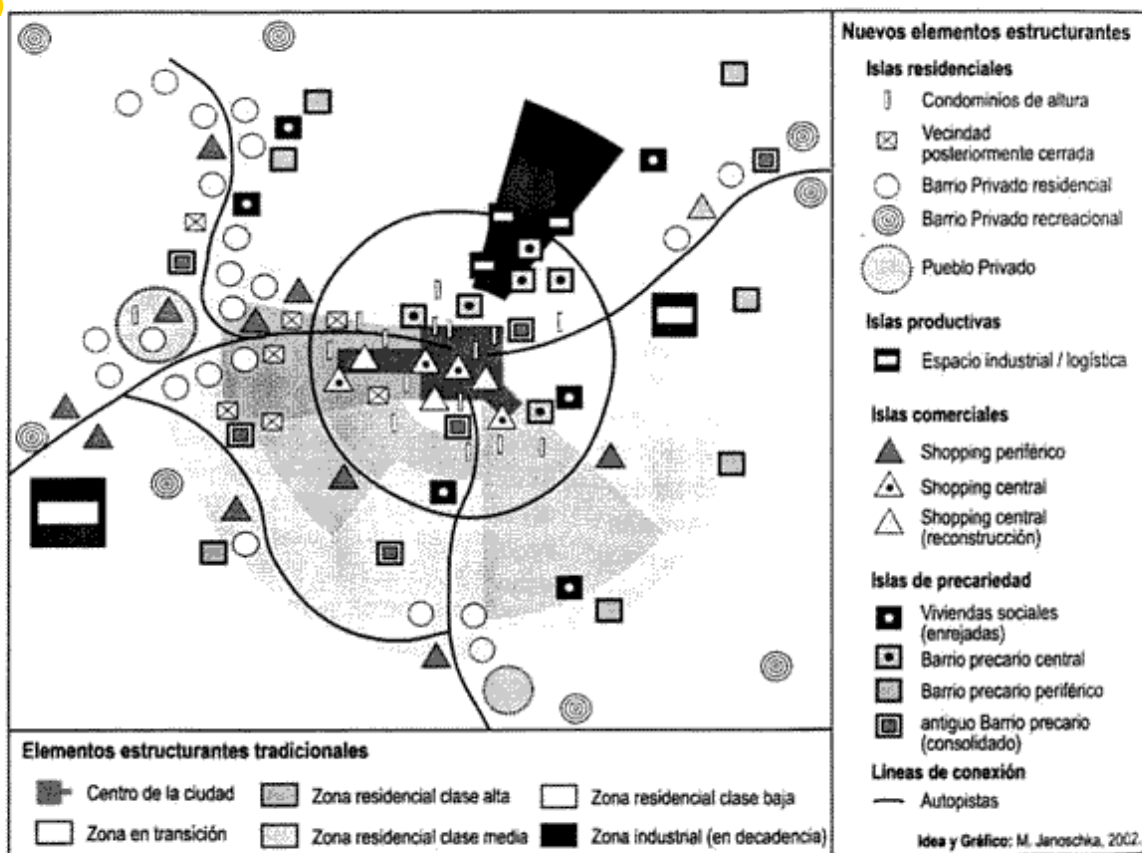 Nuevos elementos estructurantes
Islas residenciales
Condominios de altura
Vecindad
posteriormente cerrada
Barrio Privado residencial
Barrio Privado recreacional
Pueblo Privado
Islas productivas
Espacio industrial / logística
Islas comerciales
Shopping periférico
Shopping central
Shopping central
(reconstrucción)
Islas de precariedad
Viviendas sociales
(enrejadas)
Barrio precario central
Barrio precario periférico
antiguo Barrio precario
(consolidado)
Líneas de conexión
Autopistas
Idea y Gráfico: M. Janoschka, 2002.
Elementos estructurantes tradicionales
Centro de la ciudad
Zona residencial clase alta
Zona residencial clase baja
Zona en transición
Zona residencial clase media
Zona industrial (en decadencia)